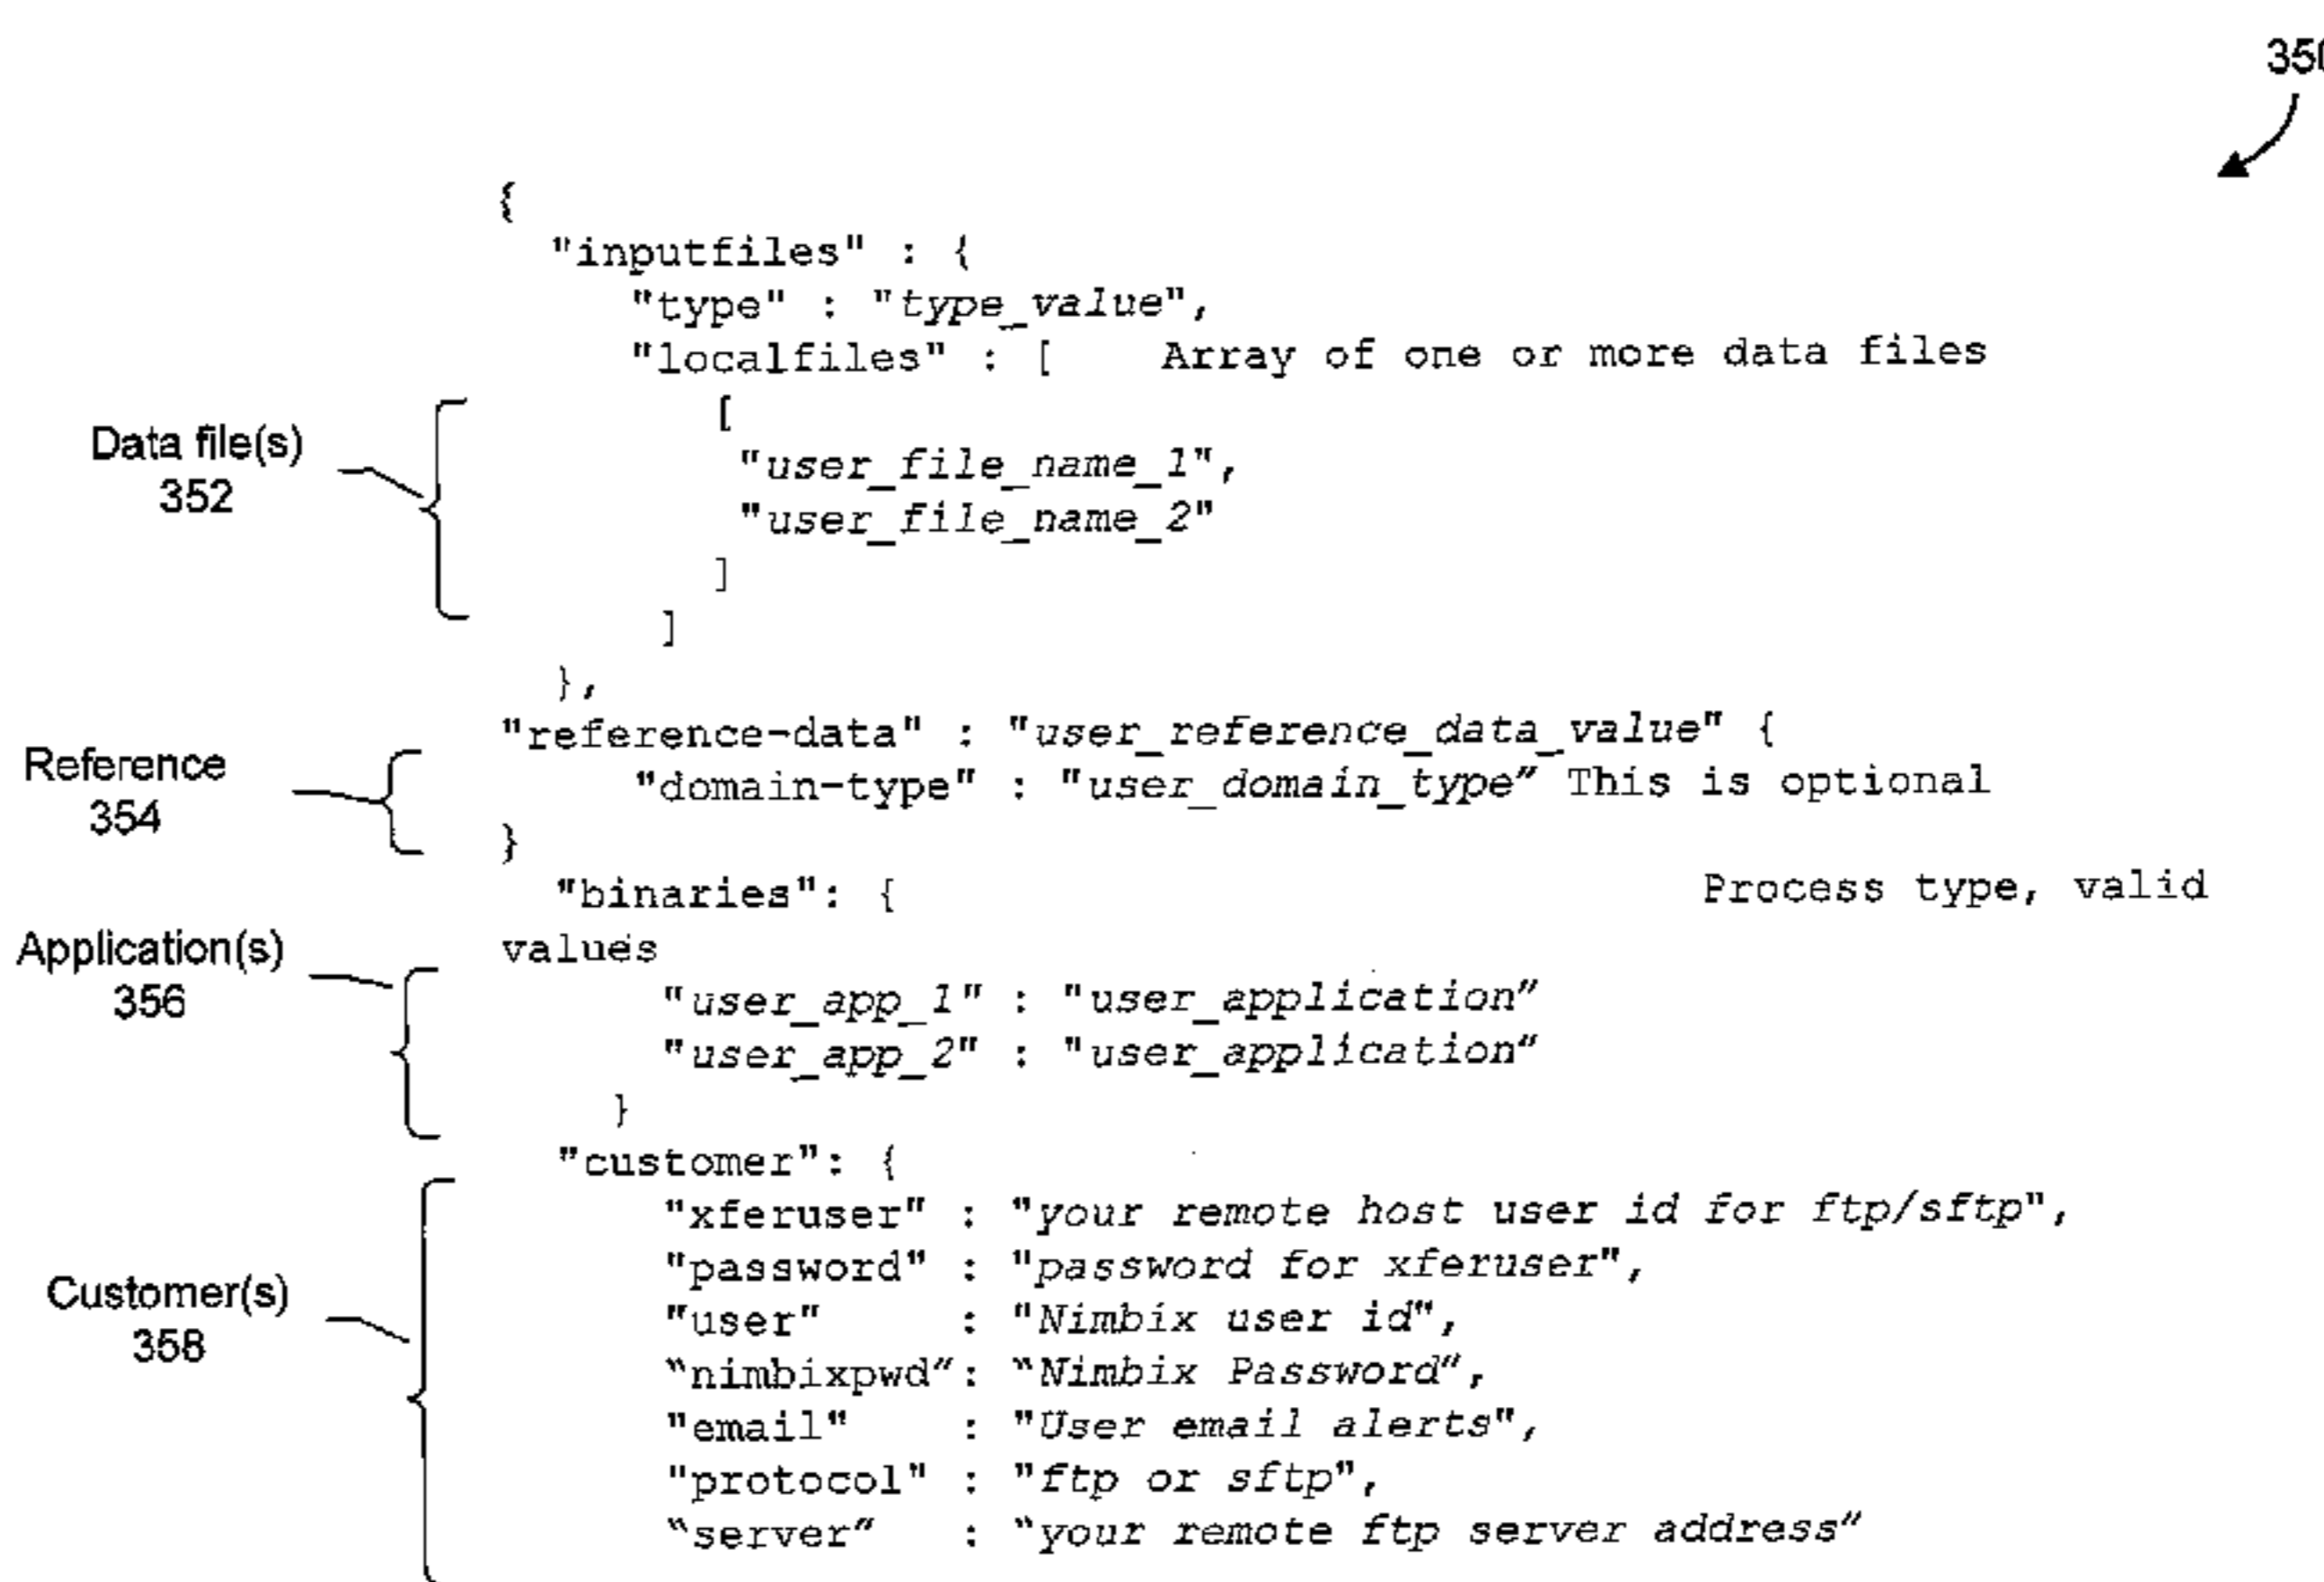 350
{
"inputfiles" : {
"type" : "type_value",
"localfiles" : [ Array of one or more data files
[
"user_file_name_1",
"user_file_name_2"
]
]
},
Data file(s)
352
"reference-data" : "user_reference_data_value" {
"domain-type" : "user_domain_type” This is optional
}
Reference
354
"binaries": { Process type, valid
values
"user_app_1" : "user_application”
"user_app_2" : "user_application”
}
Application(s)
356
"customer": {
"xferuser" : "your remote host user id for ftp/sftp",
"password" : "password for xferuser",
"user" : "Nimbix user id",
“nimbixpwd”: “Nimbix Password”,
"email" : "User email alerts",
"protocol" : "ftp or sftp",
“server” : “your remote ftp server address”
Customer(s)
358